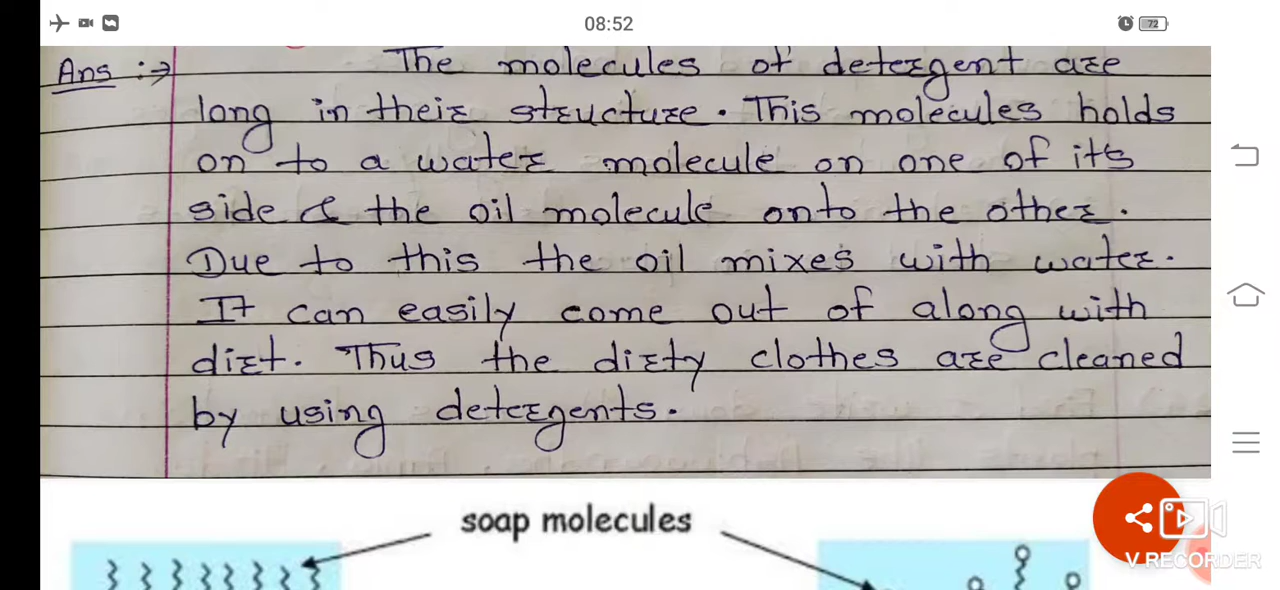 08:52
72
Ans :→ The molecules of detergent are
long in their structure. This molecules holds
on to a water molecule on one of its
side & the oil molecule onto the other.
Due to this the oil mixes with water.
It can easily come out of along with
dirt. Thus the dirty clothes are cleaned
by using detergents.
soap molecules
V RECORDER